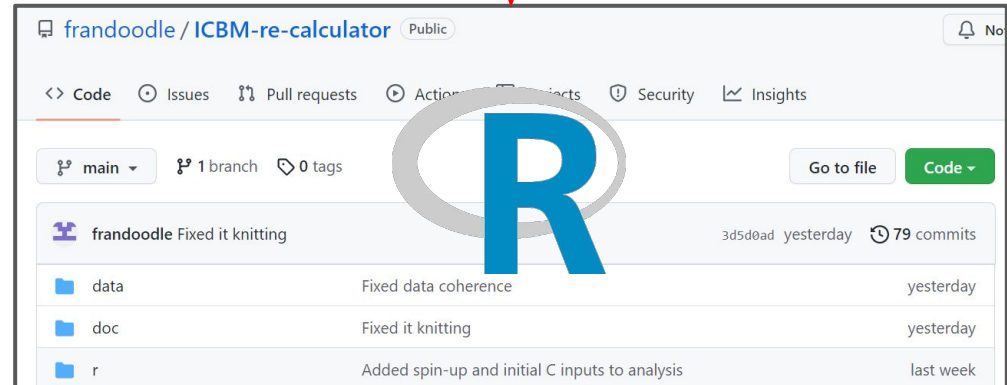 frandoodle / ICBM-re-calculator Public
Code Issues Pull requests Security Insights
main 1 branch 0 tags Go to file Code
frandoodle Fixed it knitting 3d5d0ad yesterday 79 commits
data Fixed data coherence yesterday
doc Fixed it knitting yesterday
r Added spin-up and initial C inputs to analysis last week
R